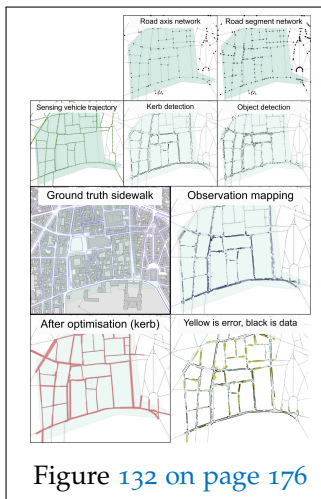 Road axis network
Road segment network
Sensing vehicle trajectory
Kerb detection
Object detection
Ground truth sidewalk
Observation mapping
After optimisation (kerb)
Yellow is error, black is data
Figure 132 on page 176